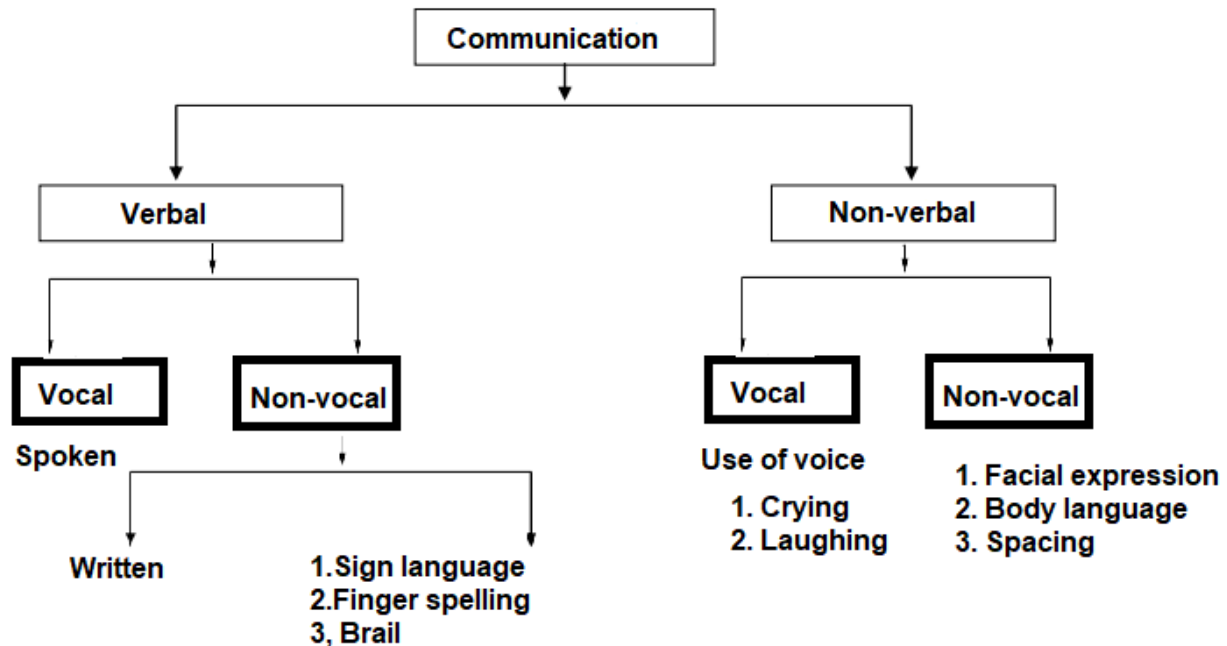 Communication
Verbal
Non-verbal
Vocal
Non-vocal
Vocal
Non-vocal
Spoken
Use of voice
1. Crying
2. Laughing
1. Facial expression
2. Body language
3. Spacing
Written
1.Sign language
2.Finger spelling
3, Brail